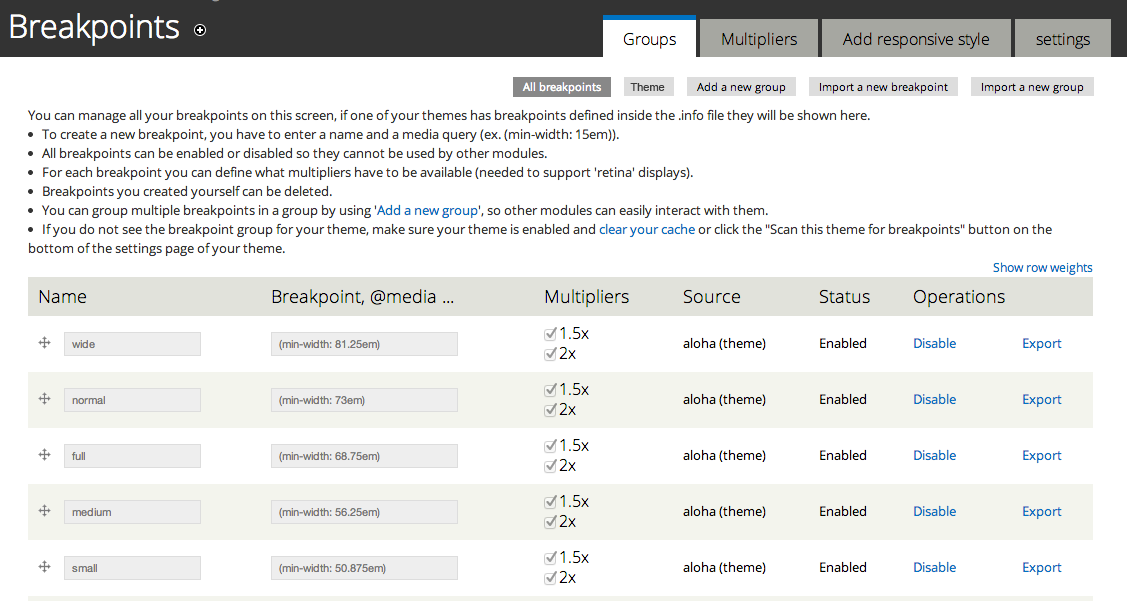 Breakpoints
Groups Multipliers Add responsive style settings
All breakpoints Theme Add a new group Import a new breakpoint Import a new group
You can manage all your breakpoints on this screen, if one of your themes has breakpoints defined inside the .info file they will be shown here.
• To create a new breakpoint, you have to enter a name and a media query (ex. (min-width: 15em)).
• All breakpoints can be enabled or disabled so they cannot be used by other modules.
• For each breakpoint you can define what multipliers have to be available (needed to support 'retina' displays).
• Breakpoints you created yourself can be deleted.
• You can group multiple breakpoints in a group by using 'Add a new group', so other modules can easily interact with them.
• If you do not see the breakpoint group for your theme, make sure your theme is enabled and clear your cache or click the "Scan this theme for breakpoints" button on the
bottom of the settings page of your theme.
Show row weights
Name Breakpoint, @media ... Multipliers Source Status Operations
wide (min-width: 81.25em) 1.5x aloha (theme) Enabled Disable Export
2x
normal (min-width: 73em) 1.5x aloha (theme) Enabled Disable Export
2x
full (min-width: 68.75em) 1.5x aloha (theme) Enabled Disable Export
2x
medium (min-width: 56.25em) 1.5x aloha (theme) Enabled Disable Export
2x
small (min-width: 50.875em) 1.5x aloha (theme) Enabled Disable Export
2x